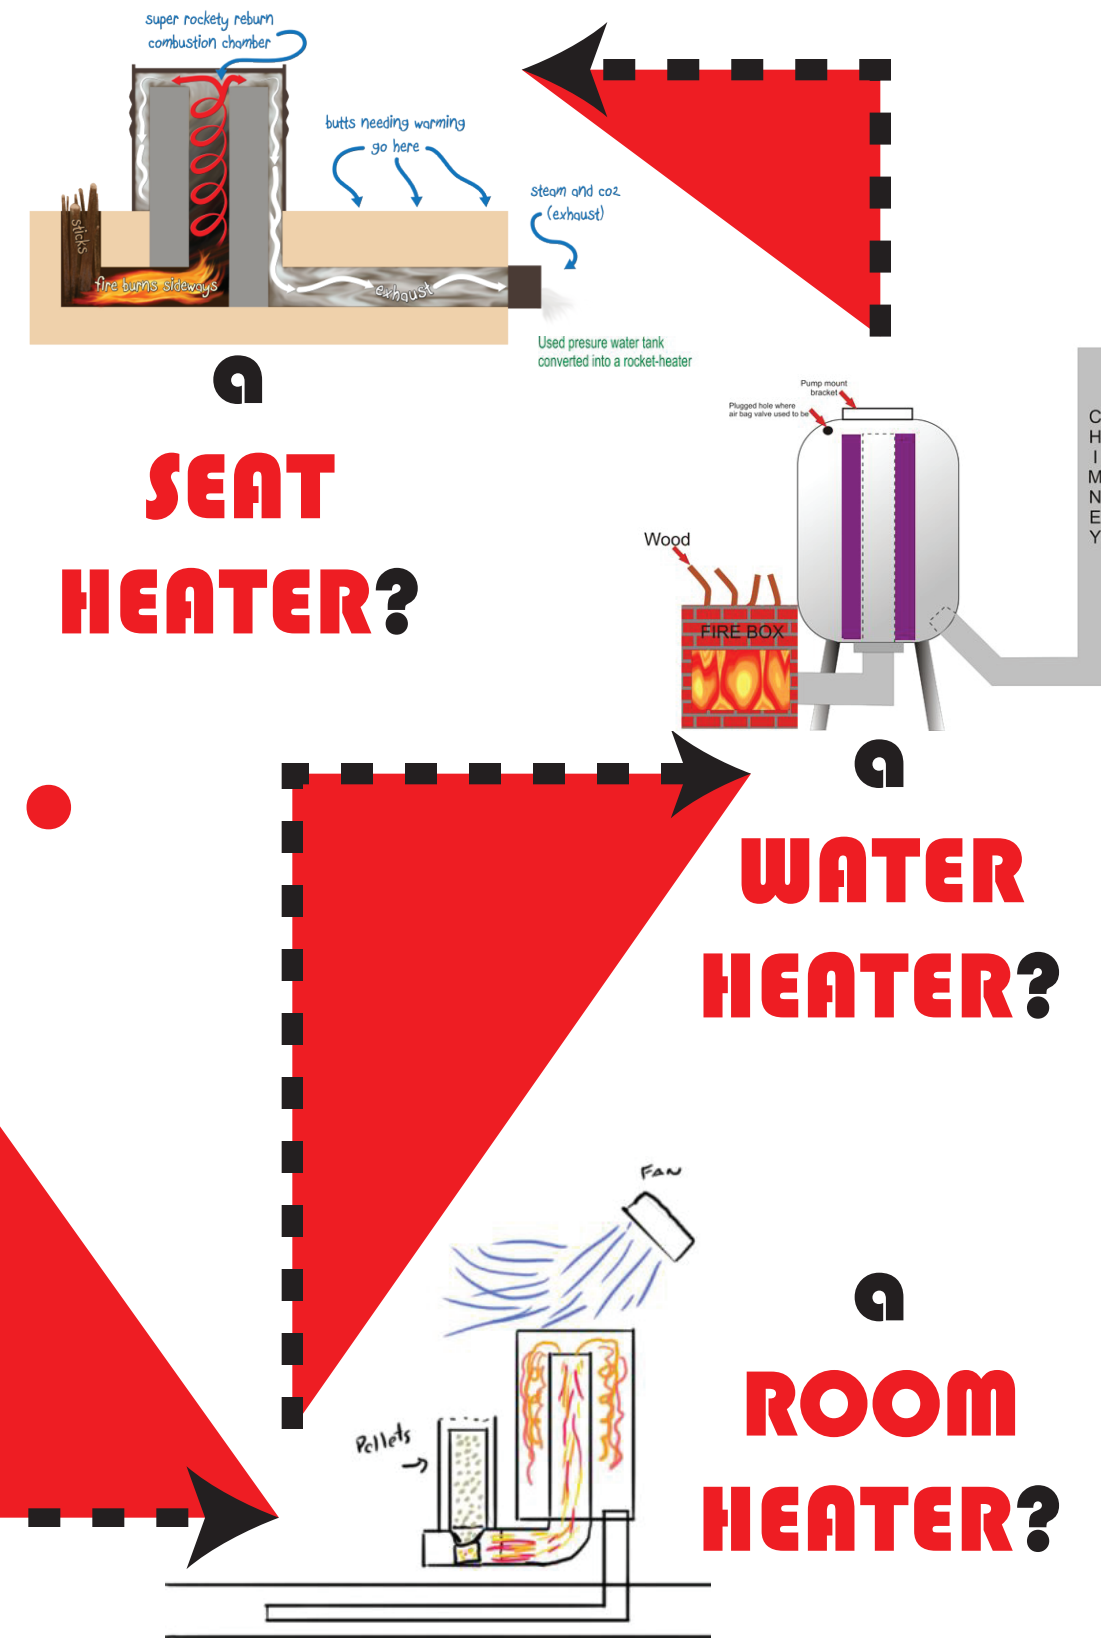 super rockety reburn
combustion chamber
butts needing warming
go here
steam and co2
(exhaust)
sticks
fire burns sideways
exhaust
Used presure water tank
converted into a rocket-heater
a
SEAT
HEATER?
Pump mount
bracket
Plugged hole where
air bag valve used to be
CHIMNEY
Wood
FIRE BOX
a
WATER
HEATER?
FAN
Pellets
a
ROOM
HEATER?